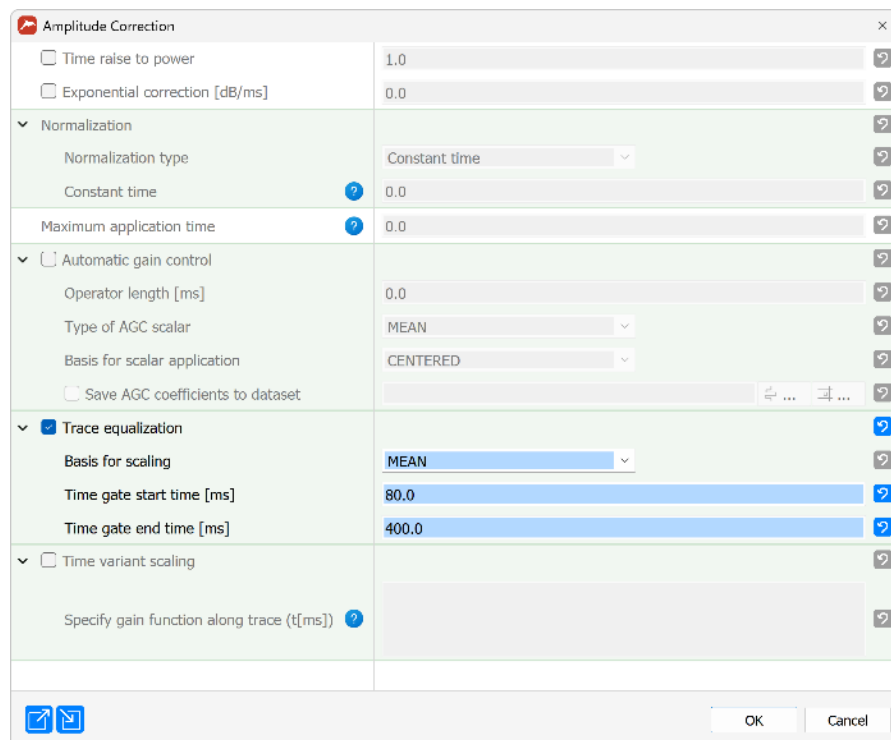 Amplitude Correction
Time raise to power 1.0
Exponential correction [dB/ms] 0.0
Normalization
Normalization type Constant time
Constant time ? 0.0
Maximum application time ? 0.0
Automatic gain control
Operator length [ms] 0.0
Type of AGC scalar MEAN
Basis for scalar application CENTERED
Save AGC coefficients to dataset ... ...
Trace equalization
Basis for scaling MEAN
Time gate start time [ms] 80.0
Time gate end time [ms] 400.0
Time variant scaling
Specify gain function along trace (t[ms]) ?
OK Cancel